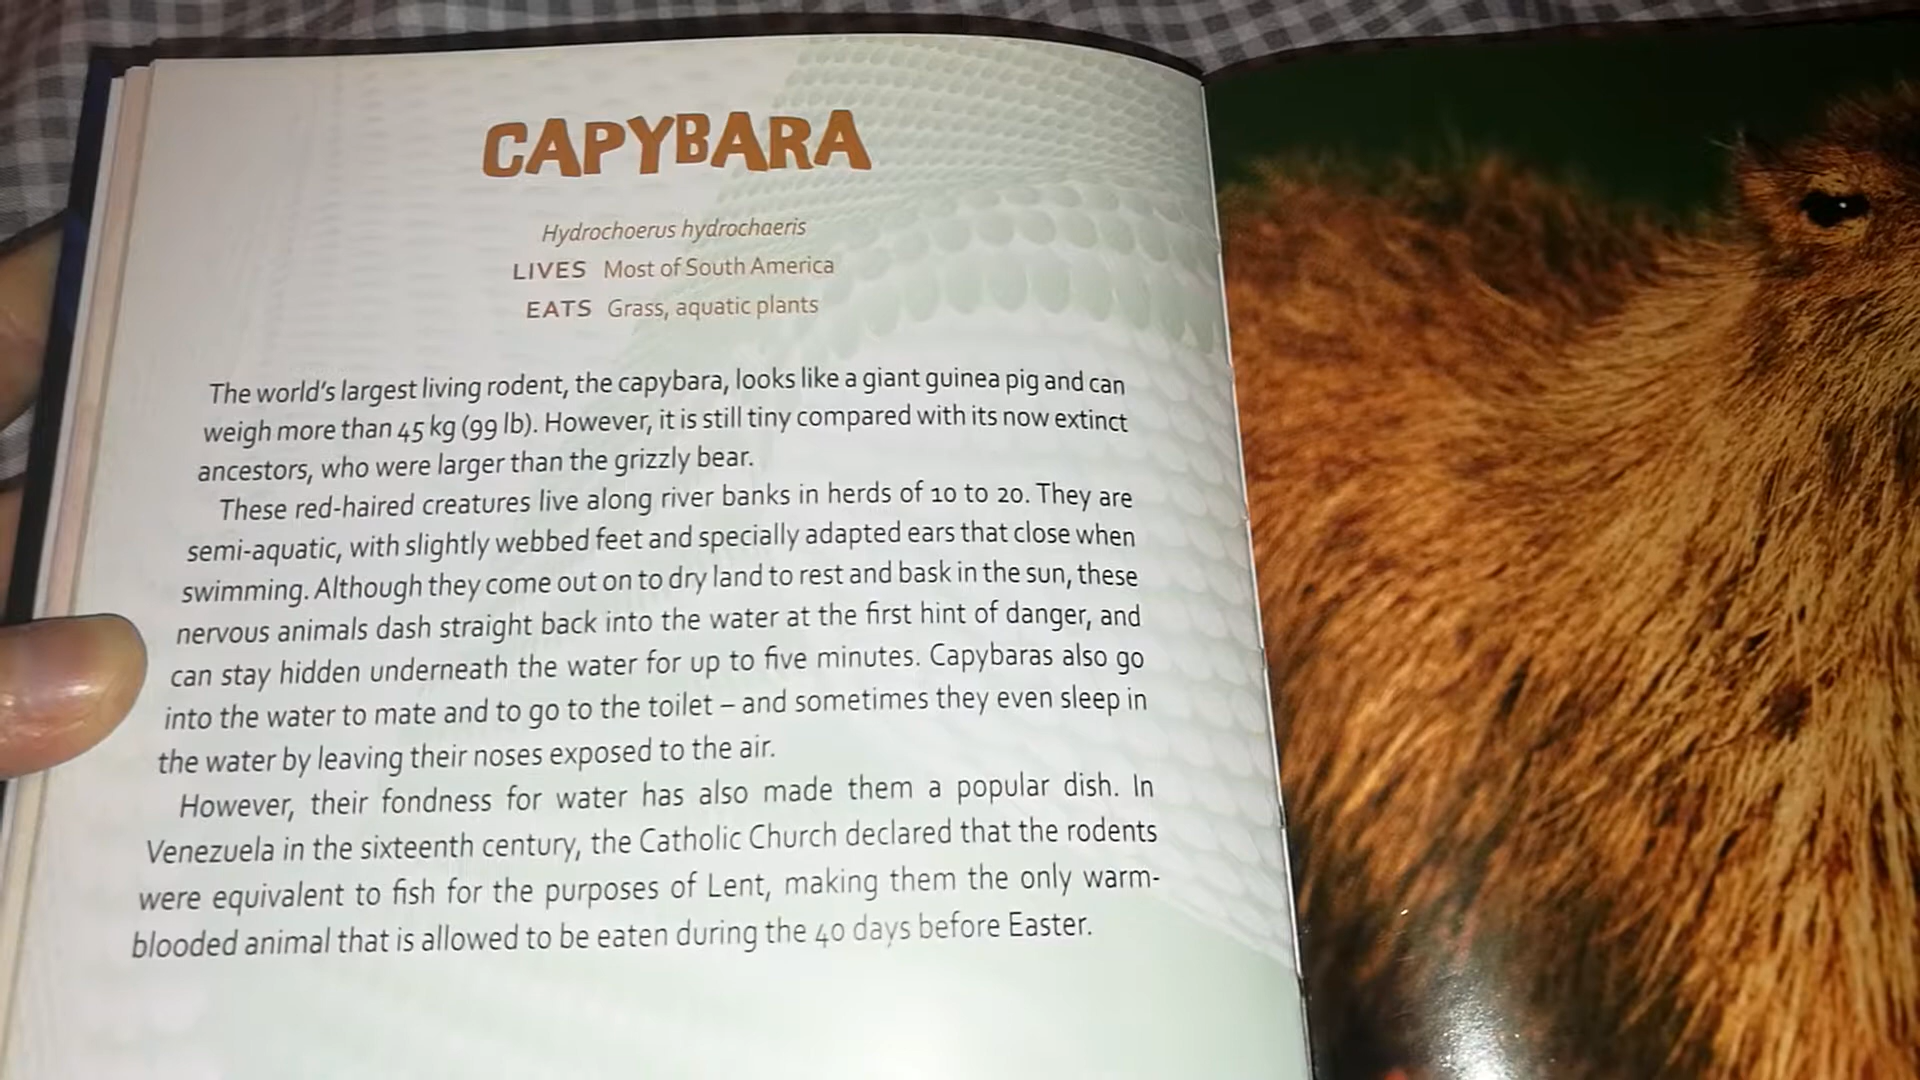 CAPYBARA
Hydrochoerus hydrochaeris
LIVES Most of South America
EATS Grass, aquatic plants
The world's largest living rodent, the capybara, looks like a giant guinea pig and can
weigh more than 45 kg (99 lb). However, it is still tiny compared with its now extinct
ancestors, who were larger than the grizzly bear.
These red-haired creatures live along river banks in herds of 10 to 20. They are
semi-aquatic, with slightly webbed feet and specially adapted ears that close when
swimming. Although they come out on to dry land to rest and bask in the sun, these
nervous animals dash straight back into the water at the first hint of danger, and
can stay hidden underneath the water for up to five minutes. Capybaras also go
into the water to mate and to go to the toilet – and sometimes they even sleep in
the water by leaving their noses exposed to the air.
However, their fondness for water has also made them a popular dish. In
Venezuela in the sixteenth century, the Catholic Church declared that the rodents
were equivalent to fish for the purposes of Lent, making them the only warm-
blooded animal that is allowed to be eaten during the 40 days before Easter.